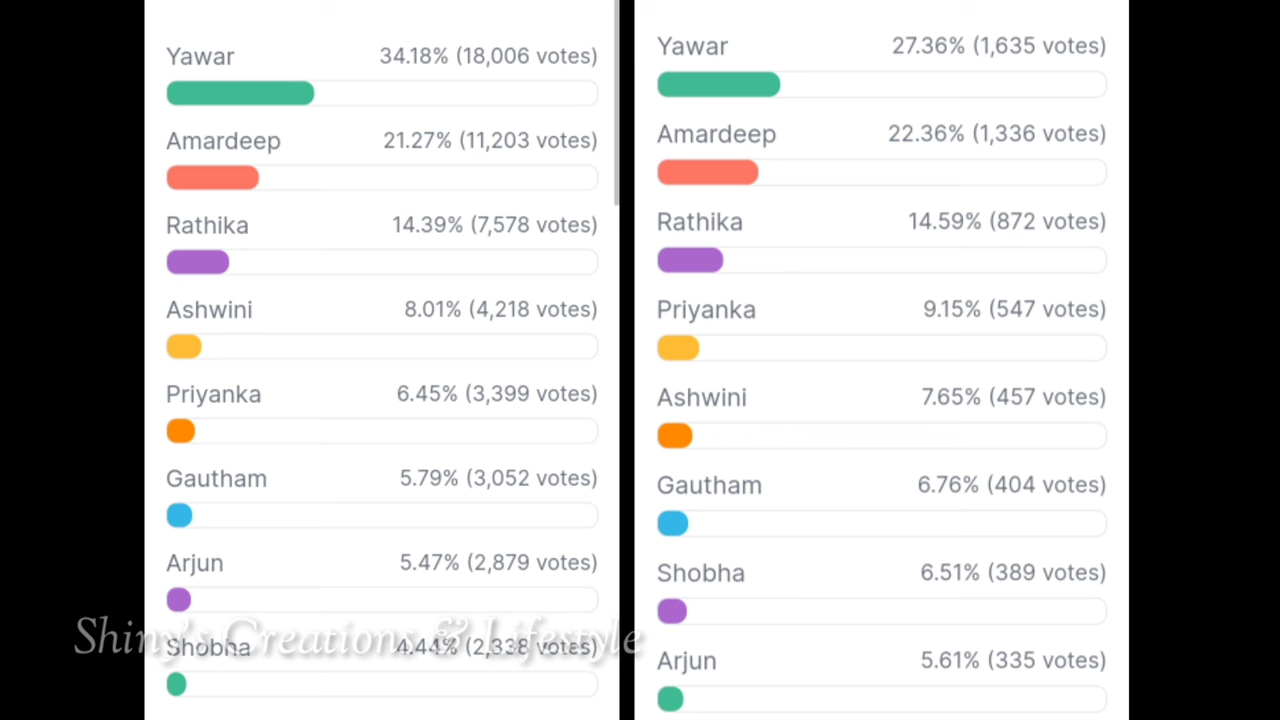 Yawar 34.18% (18,006 votes)
Amardeep 21.27% (11,203 votes)
Rathika 14.39% (7,578 votes)
Ashwini 8.01% (4,218 votes)
Priyanka 6.45% (3,399 votes)
Gautham 5.79% (3,052 votes)
Arjun 5.47% (2,879 votes)
Shobha 4.44% (2,338 votes)
Shiny's Creations & Lifestyle
Yawar 27.36% (1,635 votes)
Amardeep 22.36% (1,336 votes)
Rathika 14.59% (872 votes)
Priyanka 9.15% (547 votes)
Ashwini 7.65% (457 votes)
Gautham 6.76% (404 votes)
Shobha 6.51% (389 votes)
Arjun 5.61% (335 votes)